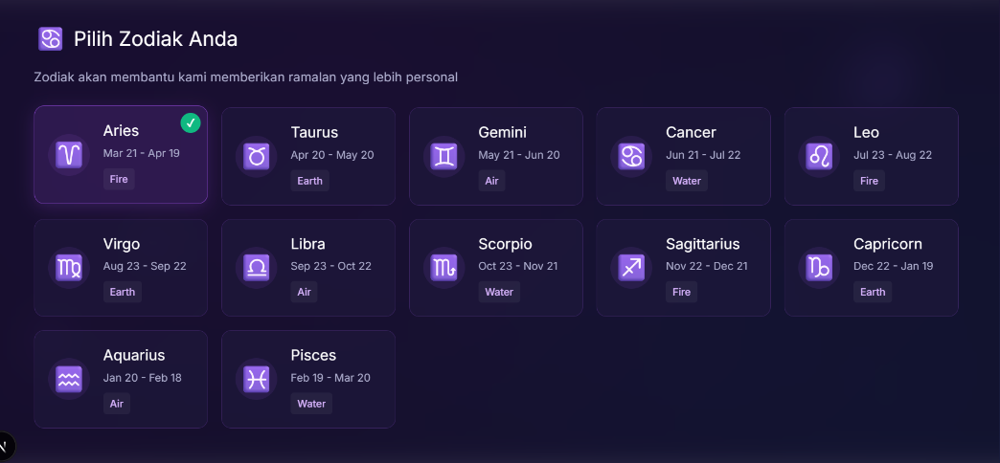 Pilih Zodiak Anda
Zodiak akan membantu kami memberikan ramalan yang lebih personal
Aries
Mar 21 - Apr 19
Fire
Taurus
Apr 20 - May 20
Earth
Gemini
May 21 - Jun 20
Air
Cancer
Jun 21 - Jul 22
Water
Leo
Jul 23 - Aug 22
Fire
Virgo
Aug 23 - Sep 22
Earth
Libra
Sep 23 - Oct 22
Air
Scorpio
Oct 23 - Nov 21
Water
Sagittarius
Nov 22 - Dec 21
Fire
Capricorn
Dec 22 - Jan 19
Earth
Aquarius
Jan 20 - Feb 18
Air
Pisces
Feb 19 - Mar 20
Water